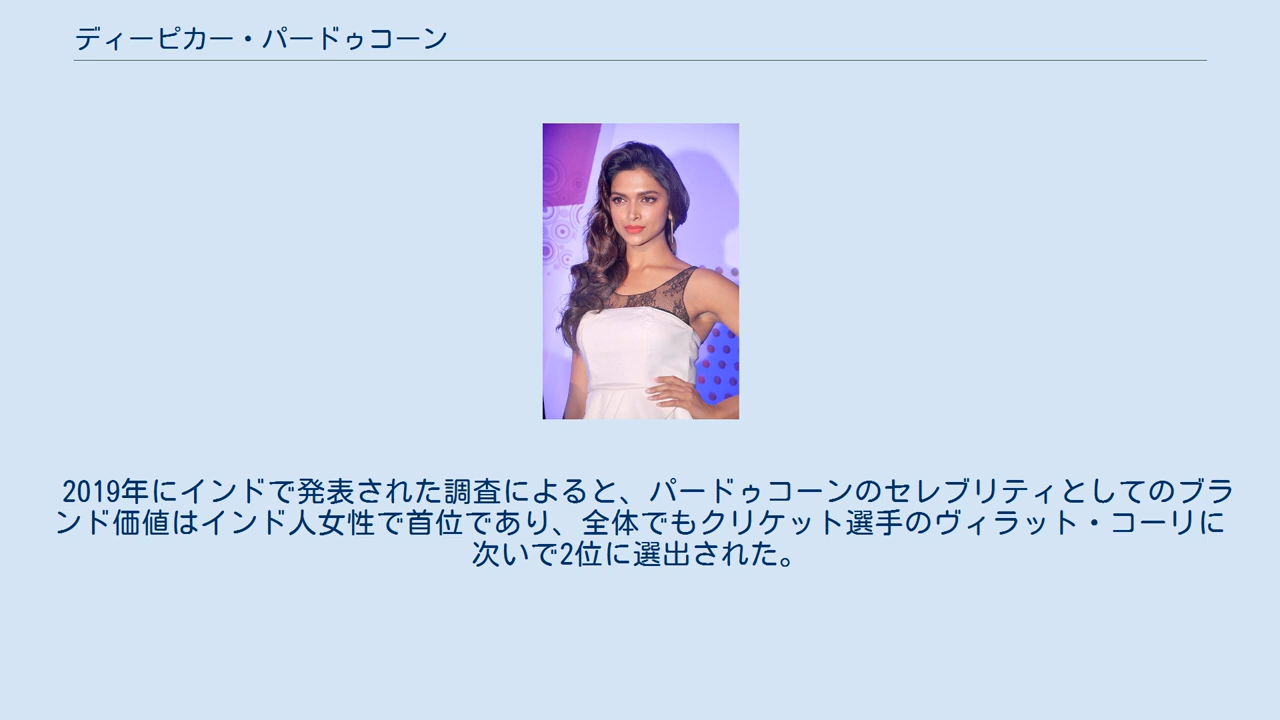 ディーピカー・パードゥコーン
2019年にインドで発表された調査によると、パードゥコーンのセレブリティとしてのブラ
ンド価値はインド人女性で首位であり、全体でもクリケット選手のヴィラット・コーリに
次いで2位に選出された。